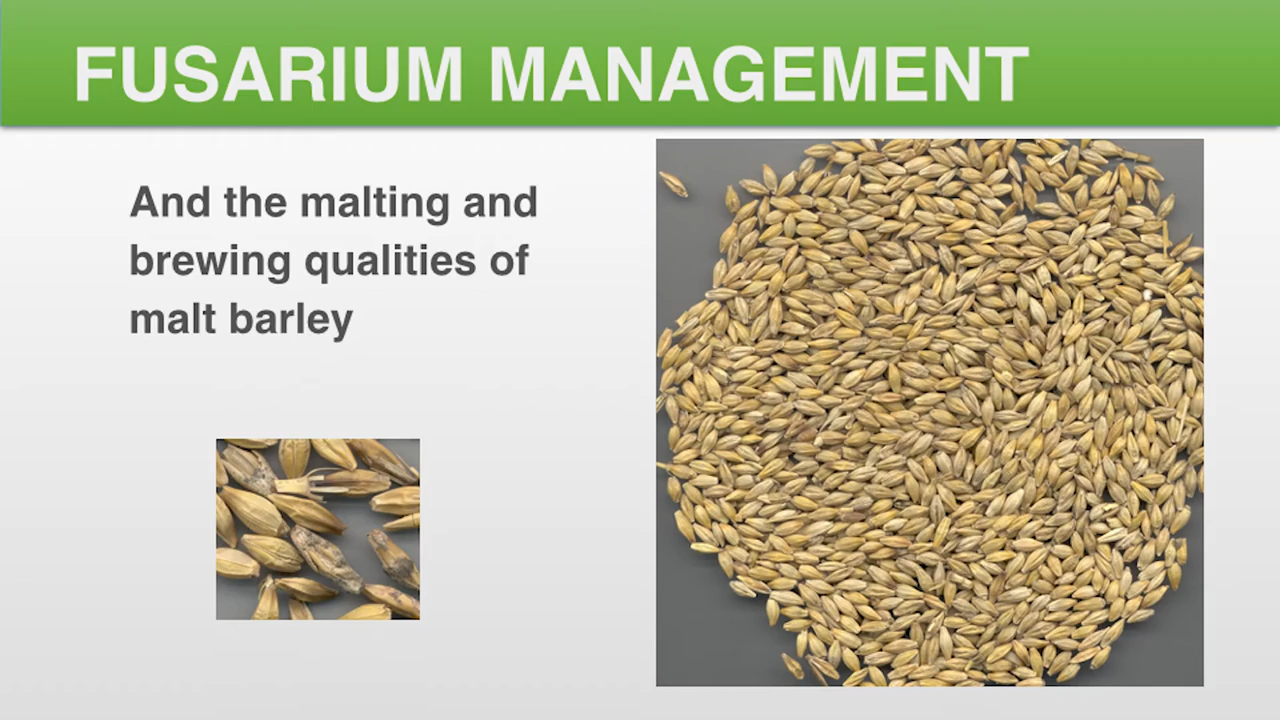 FUSARIUM MANAGEMENT
And the malting and
brewing qualities of
malt barley